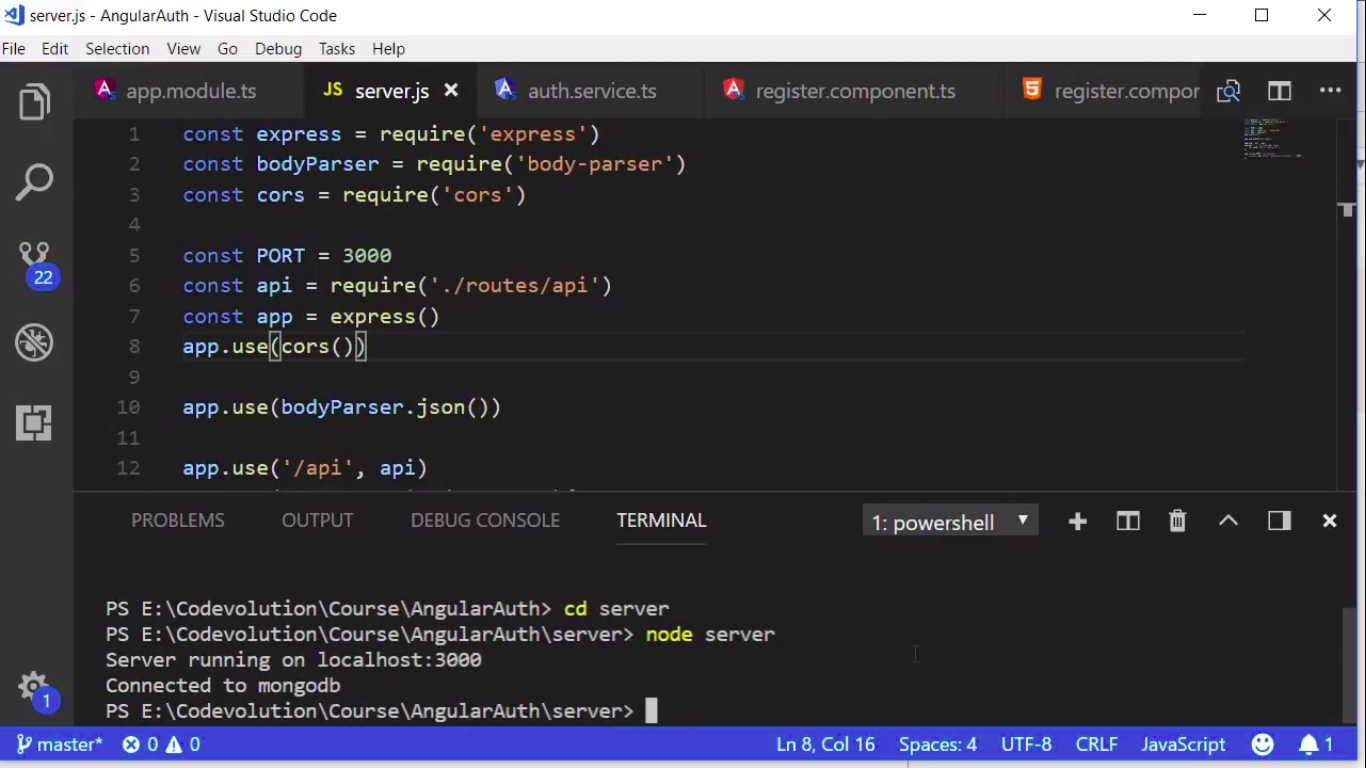 server.js - AngularAuth - Visual Studio Code
File Edit Selection View Go Debug Tasks Help
app.module.ts JS server.js auth.service.ts register.component.ts register.compor
1 const express = require('express')
2 const bodyParser = require('body-parser')
3 const cors = require('cors')
4
5 const PORT = 3000
6 const api = require('./routes/api')
7 const app = express()
8 app.use(cors())
9
10 app.use(bodyParser.json())
11
12 app.use('/api', api)
22
PROBLEMS OUTPUT DEBUG CONSOLE TERMINAL 1: powershell
PS E:\Codevolution\Course\AngularAuth> cd server
PS E:\Codevolution\Course\AngularAuth\server> node server
Server running on localhost:3000
Connected to mongodb
PS E:\Codevolution\Course\AngularAuth\server>
1
master* 0 0 Ln 8, Col 16 Spaces: 4 UTF-8 CRLF JavaScript 1